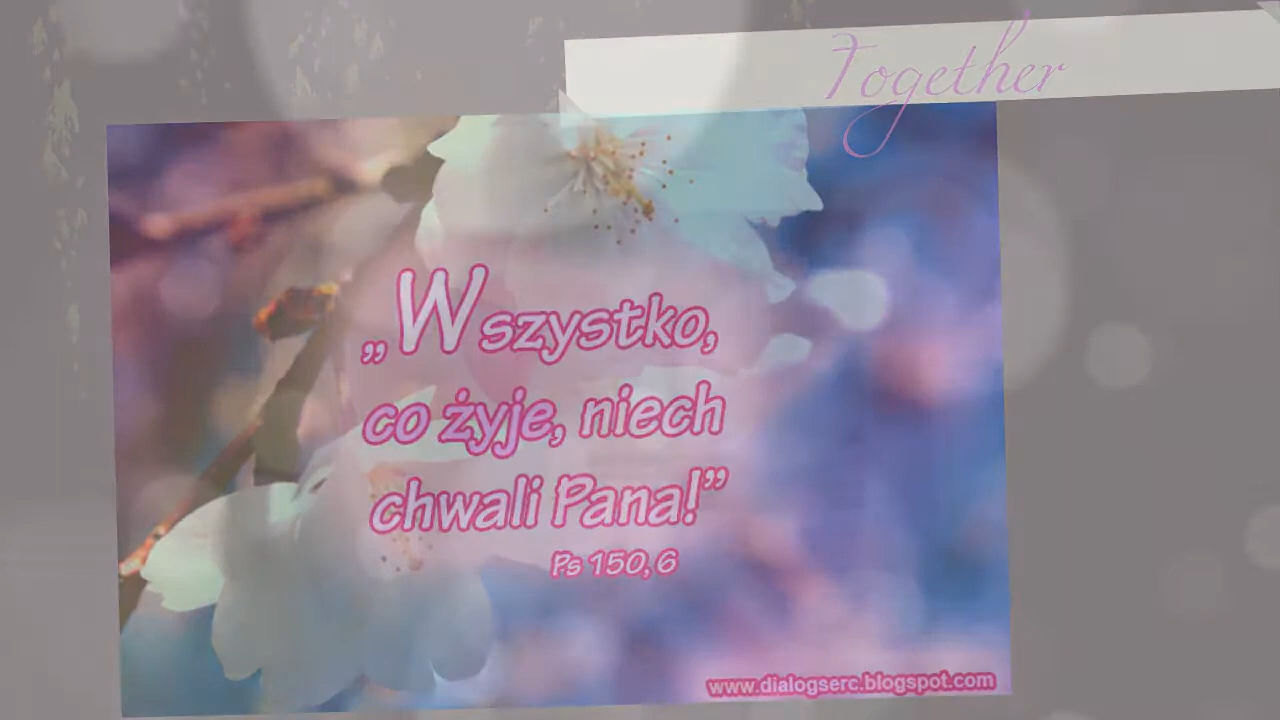 Together
„Wszystko,
co żyje, niech
chwali Pana!”
Ps 150, 6
www.dialogserc.blogspot.com